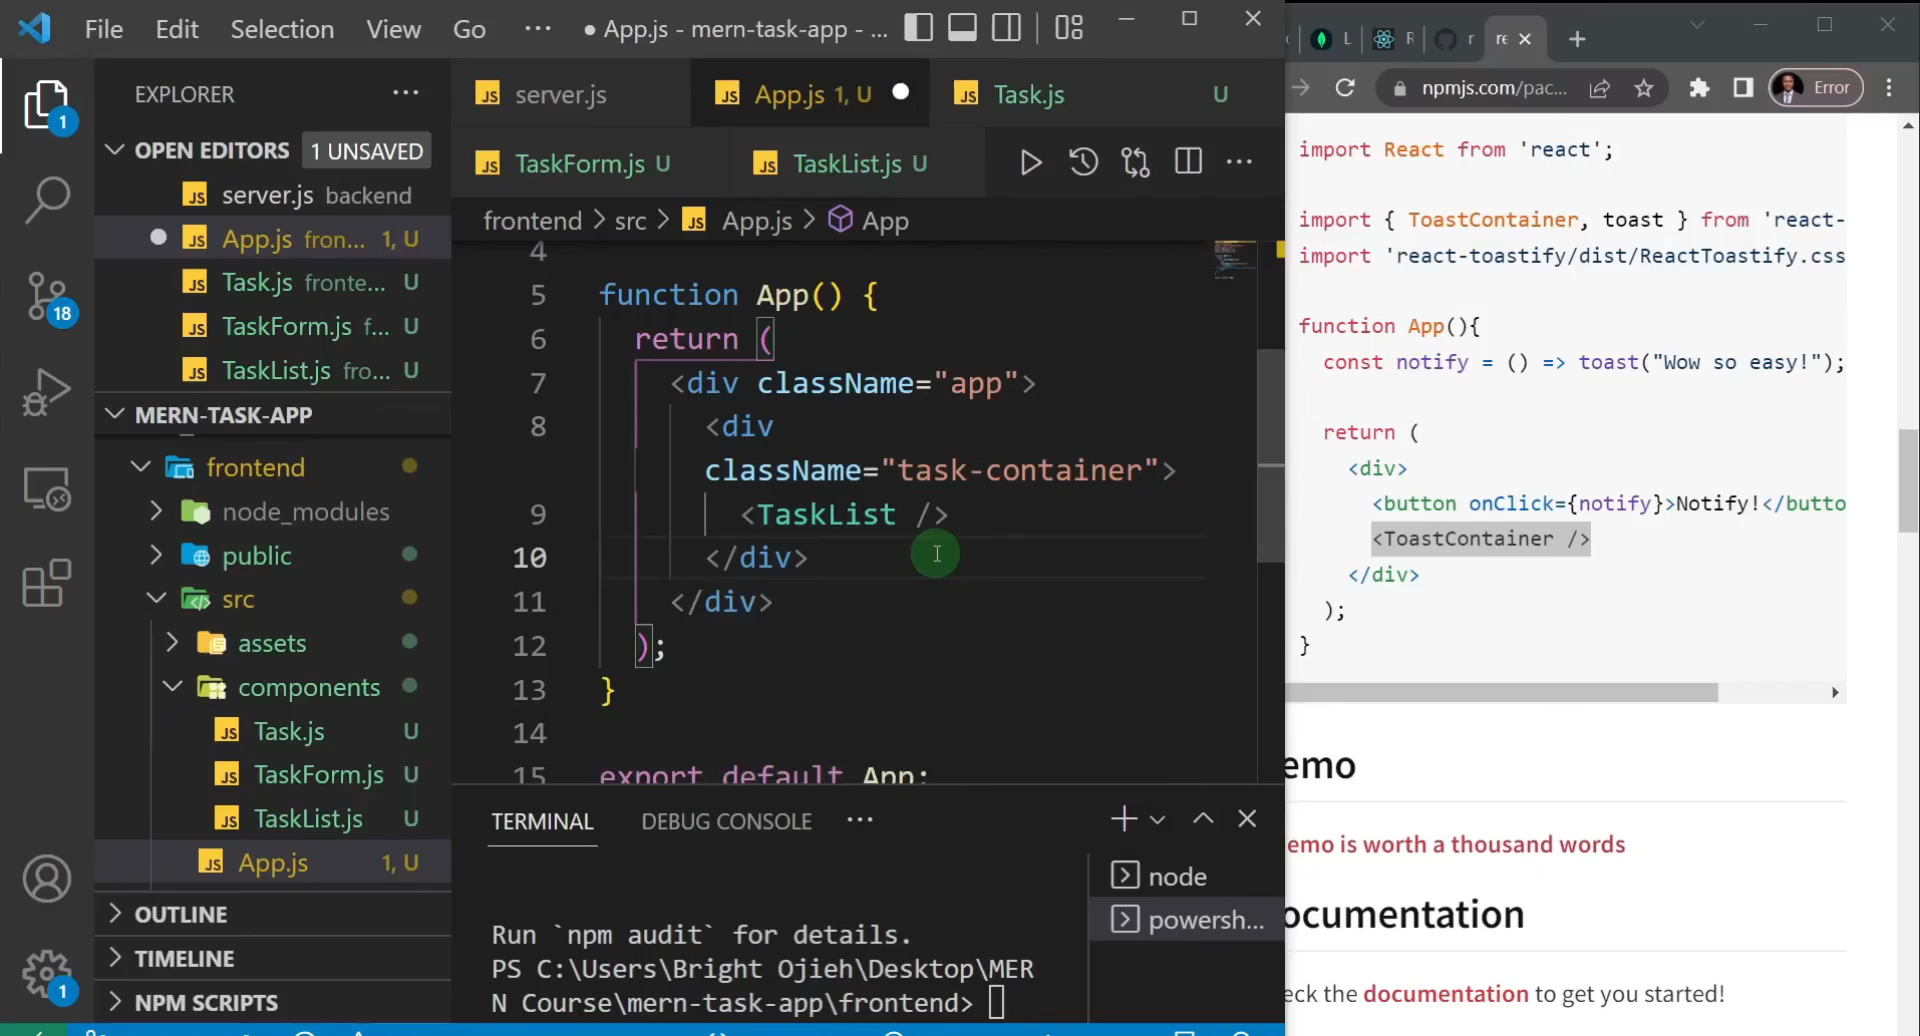 File Edit Selection View Go ··· ● App.js - mern-task-app - ...
EXPLORER ···
OPEN EDITORS 1 UNSAVED
server.js backend
App.js fron... 1, U
Task.js fronte... U
TaskForm.js f... U
TaskList.js fro... U
MERN-TASK-APP
frontend
node_modules
public
src
assets
components
Task.js U
TaskForm.js U
TaskList.js U
App.js 1, U
OUTLINE
TIMELINE
NPM SCRIPTS
1
18
1
server.js App.js 1, U Task.js U
TaskForm.js U TaskList.js U
frontend > src > App.js > App
4
5 function App() {
6 return (
7 <div className="app">
8 <div
className="task-container">
9 <TaskList />
10 </div>
11 </div>
12 );
13 }
14
15 export default App;
TERMINAL DEBUG CONSOLE ···
node
powersh...
Run `npm audit` for details.
PS C:\Users\Bright Ojieh\Desktop\MER
N Course\mern-task-app\frontend>
L R r re
npmjs.com/pac... Error
import React from 'react';
import { ToastContainer, toast } from 'react-
import 'react-toastify/dist/ReactToastify.css
function App(){
const notify = () => toast("Wow so easy!");
return (
<div>
<button onClick={notify}>Notify!</butto
<ToastContainer />
</div>
);
}
emo
emo is worth a thousand words
ocumentation
eck the documentation to get you started!